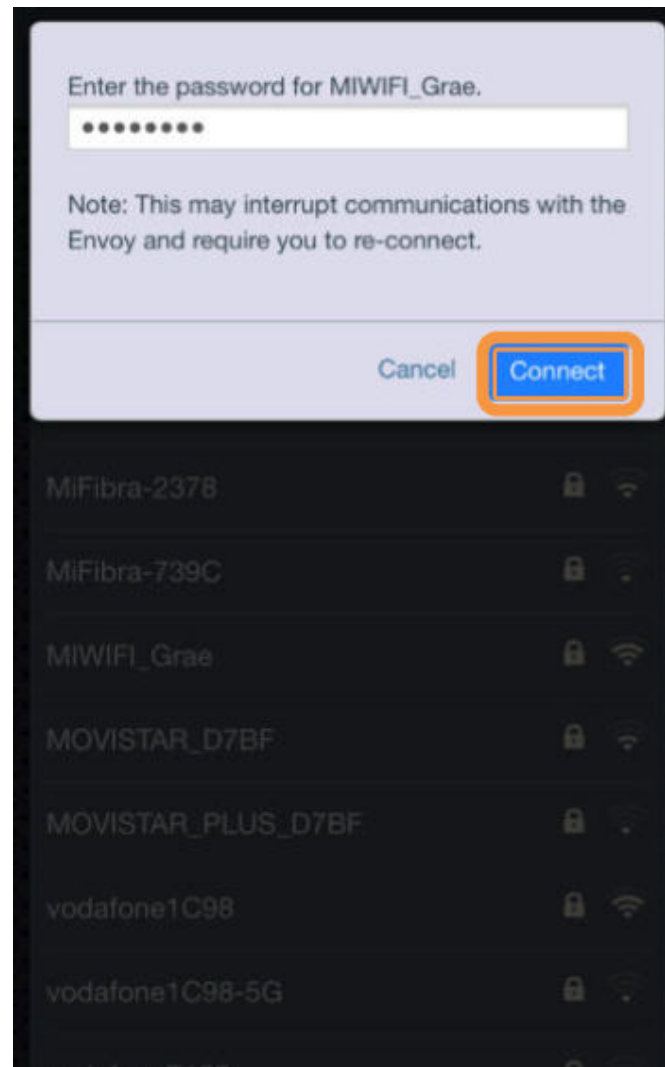 Enter the password for MIWIFI_Grae.
••••••••
Note: This may interrupt communications with the
Envoy and require you to re-connect.
Cancel
Connect
MiFibra-2378
MiFibra-739C
MIWIFI_Grae
MOVISTAR_D7BF
MOVISTAR_PLUS_D7BF
vodafone1C98
vodafone1C98-5G